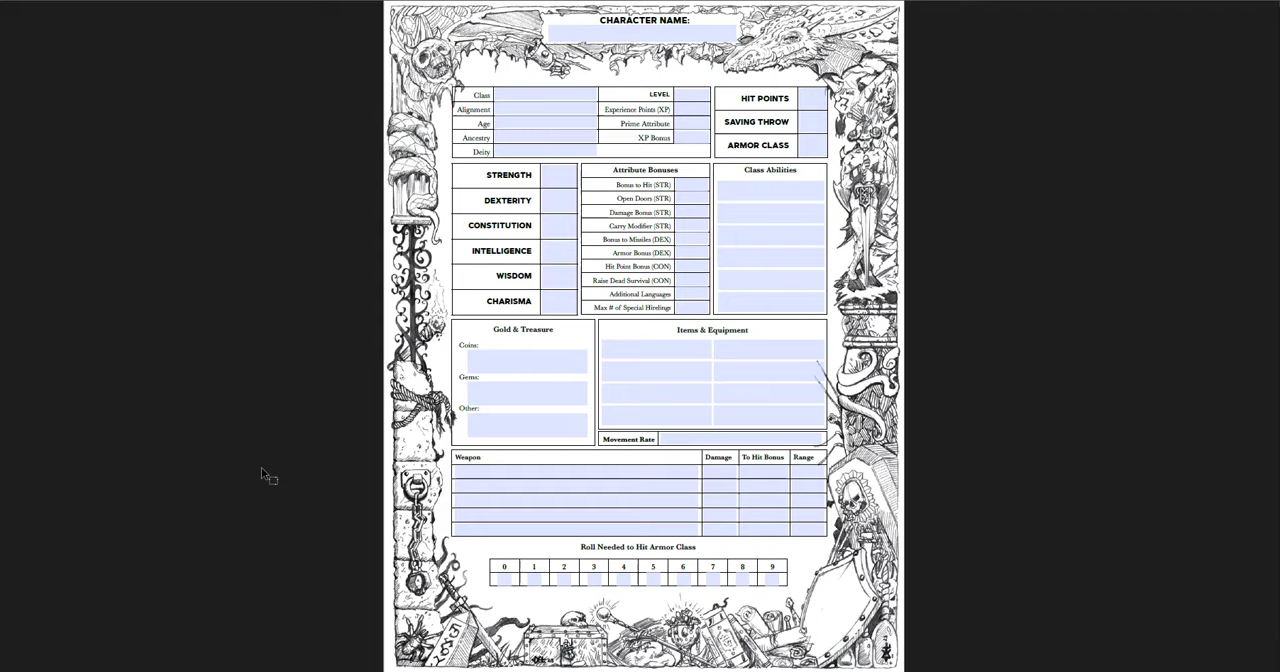 CHARACTER NAME:
Class
Alignment
Age
Ancestry
Deity
LEVEL
Experience Points (XP)
Prime Attribute
XP Bonus
HIT POINTS
SAVING THROW
ARMOR CLASS
STRENGTH
DEXTERITY
CONSTITUTION
INTELLIGENCE
WISDOM
CHARISMA
Attribute Bonuses
Bonus to Hit (STR)
Open Doors (STR)
Damage Bonus (STR)
Carry Modifier (STR)
Bonus to Missiles (DEX)
Armor Bonus (DEX)
Hit Point Bonus (CON)
Raise Dead Survival (CON)
Additional Languages
Max # of Special Hirelings
Class Abilities
Gold & Treasure
Coins:
Gems:
Other:
Items & Equipment
Movement Rate
Weapon Damage To Hit Bonus Range
Roll Needed to Hit Armor Class
0 1 2 3 4 5 6 7 8 9